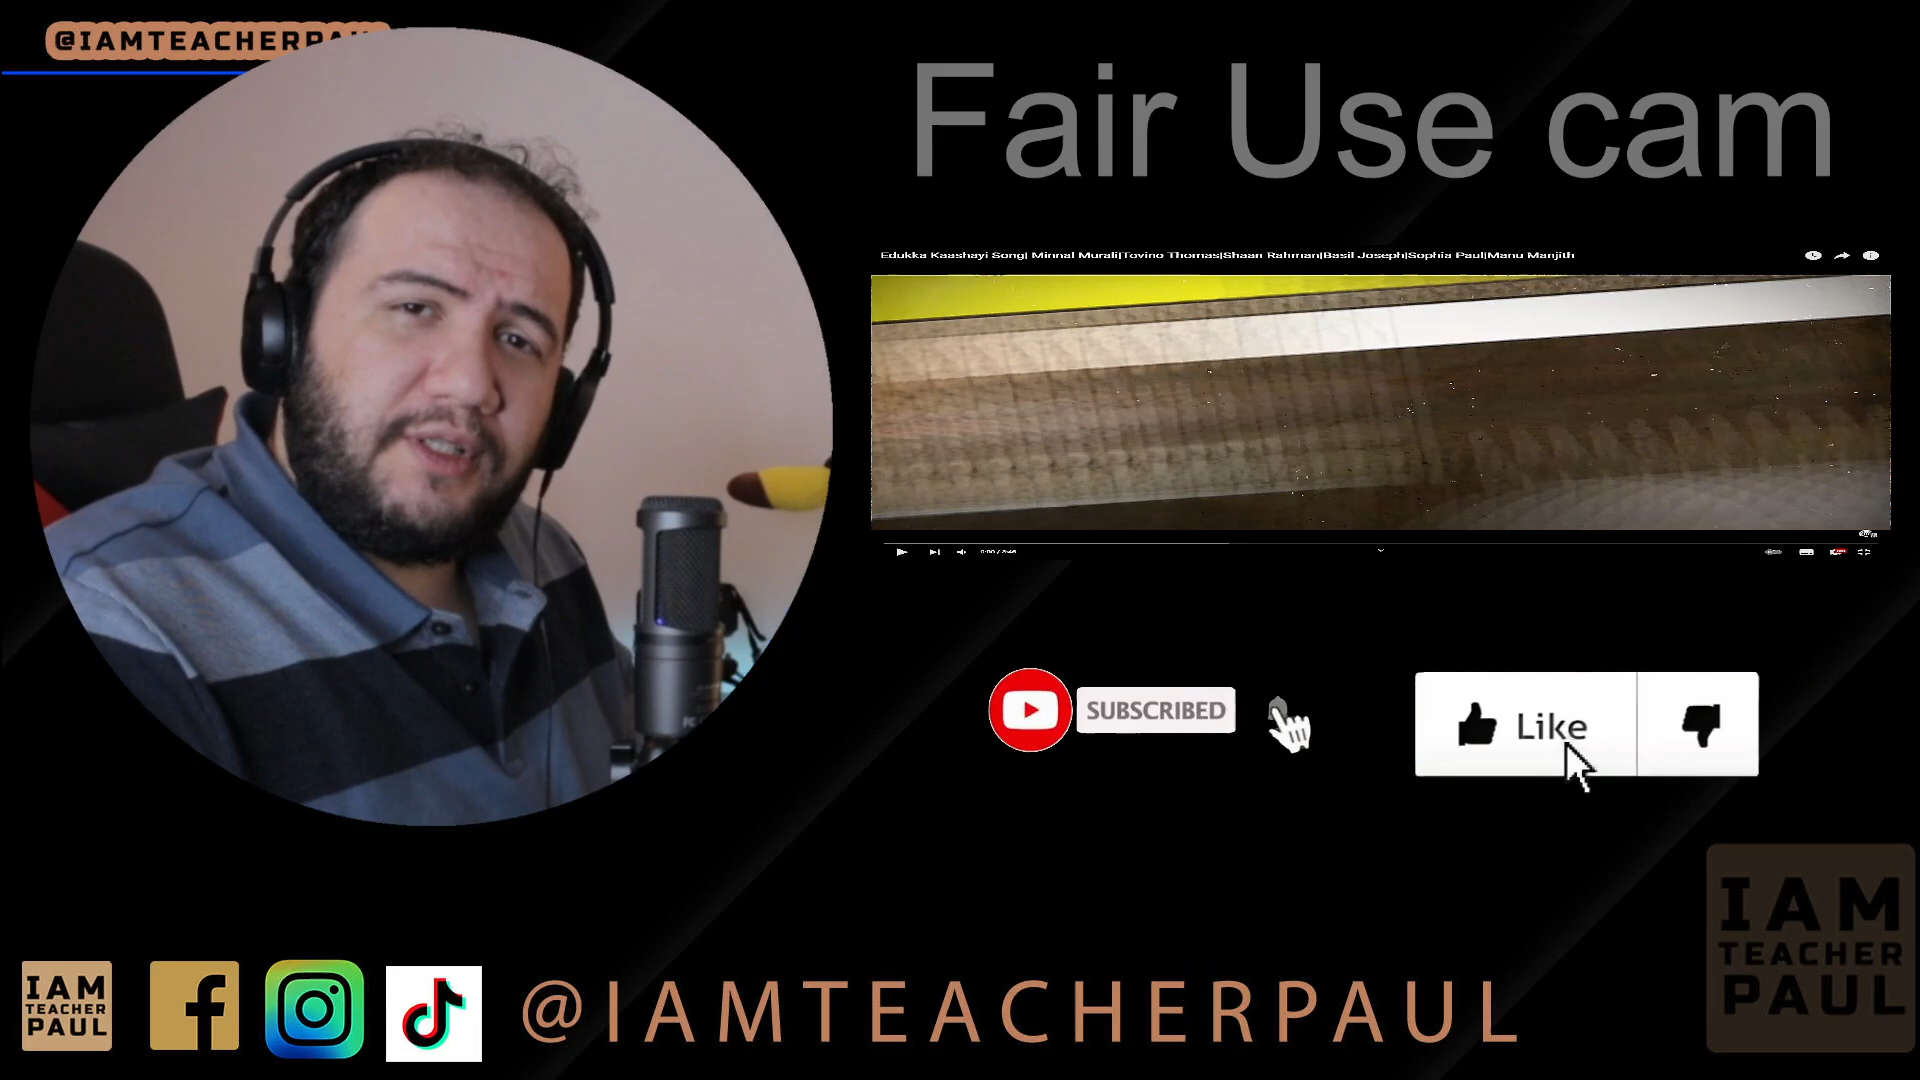 @IAMTEACHERPAU
Fair Use cam
Edukka Kaashayi Song| Minnal Murali|Tovino Thomas|Shaan Rahman|Basil Joseph|Sophia Paul|Manu Manjith
SUBSCRIBED
Like
IAM
TEACHER
PAUL
IAM
TEACHER
PAUL
@IAMTEACHERPAUL